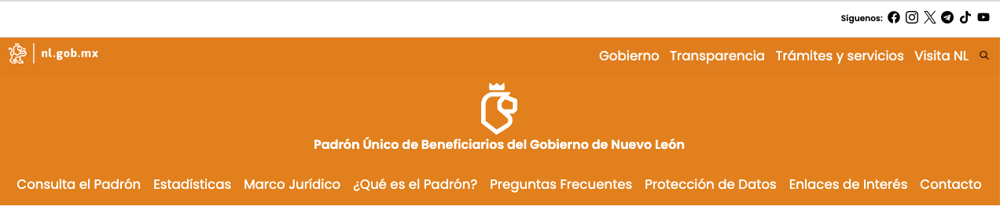 Síguenos:
nl.gob.mx
Gobierno Transparencia Trámites y servicios Visita NL
Padrón Único de Beneficiarios del Gobierno de Nuevo León
Consulta el Padrón Estadísticas Marco Jurídico ¿Qué es el Padrón? Preguntas Frecuentes Protección de Datos Enlaces de Interés Contacto